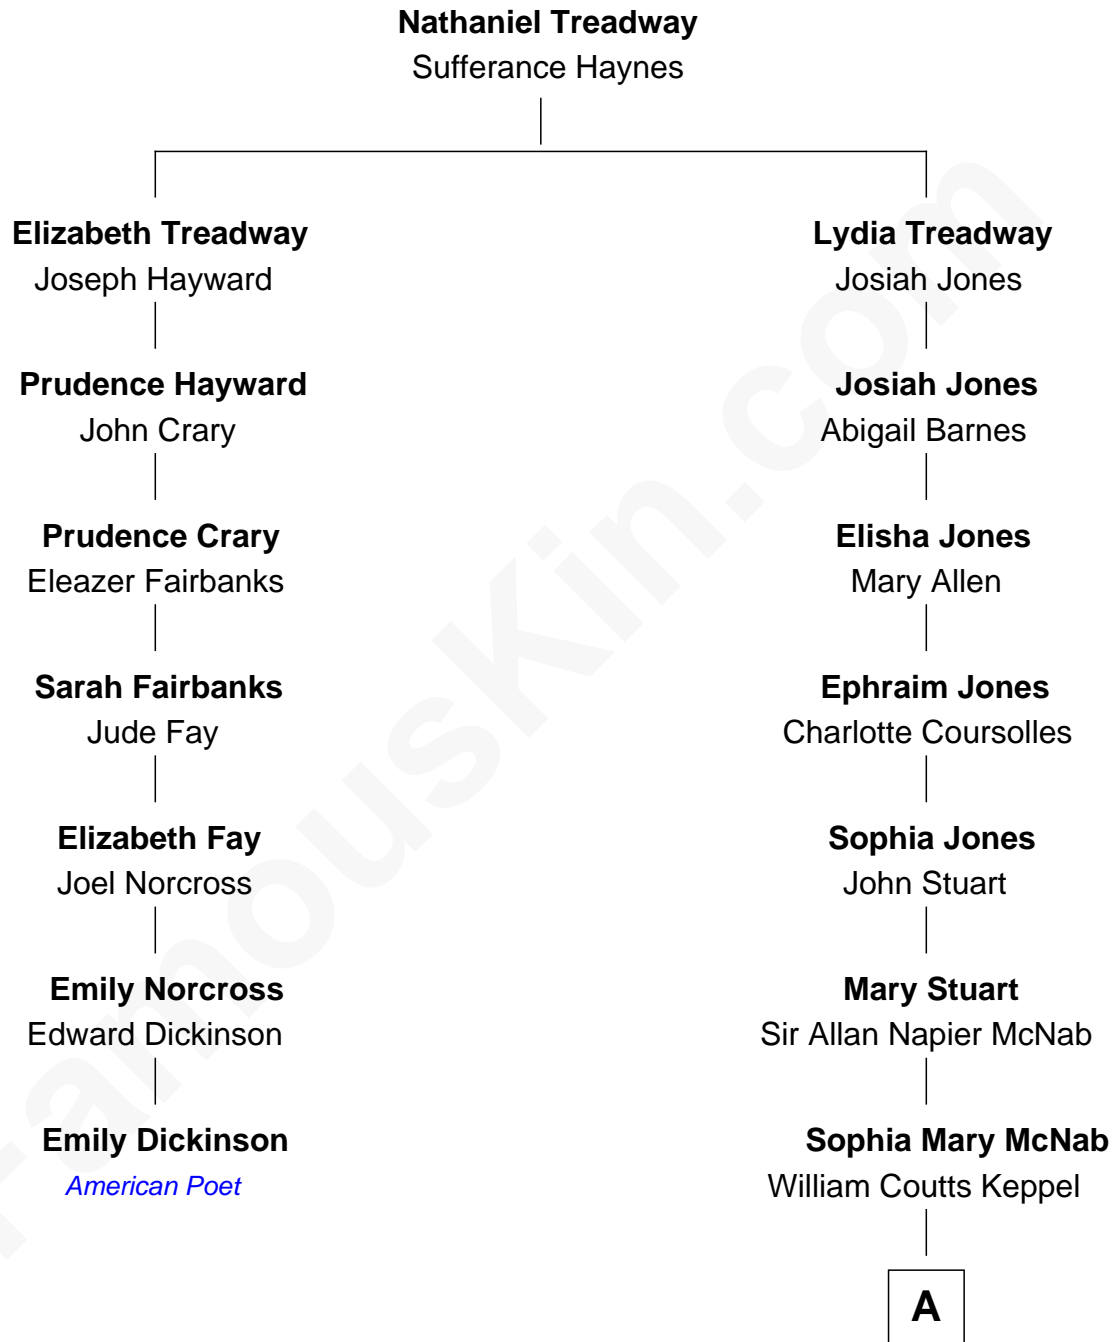 Nathaniel Treadway
Sufferance Haynes
Elizabeth Treadway
Joseph Hayward
Prudence Hayward
John Crary
Prudence Crary
Eleazer Fairbanks
Sarah Fairbanks
Jude Fay
Elizabeth Fay
Joel Norcross
Emily Norcross
Edward Dickinson
Emily Dickinson
American Poet
Lydia Treadway
Josiah Jones
Josiah Jones
Abigail Barnes
Elisha Jones
Mary Allen
Ephraim Jones
Charlotte Coursolles
Sophia Jones
John Stuart
Mary Stuart
Sir Allan Napier McNab
Sophia Mary McNab
William Coutts Keppel
A
FamousKin.com